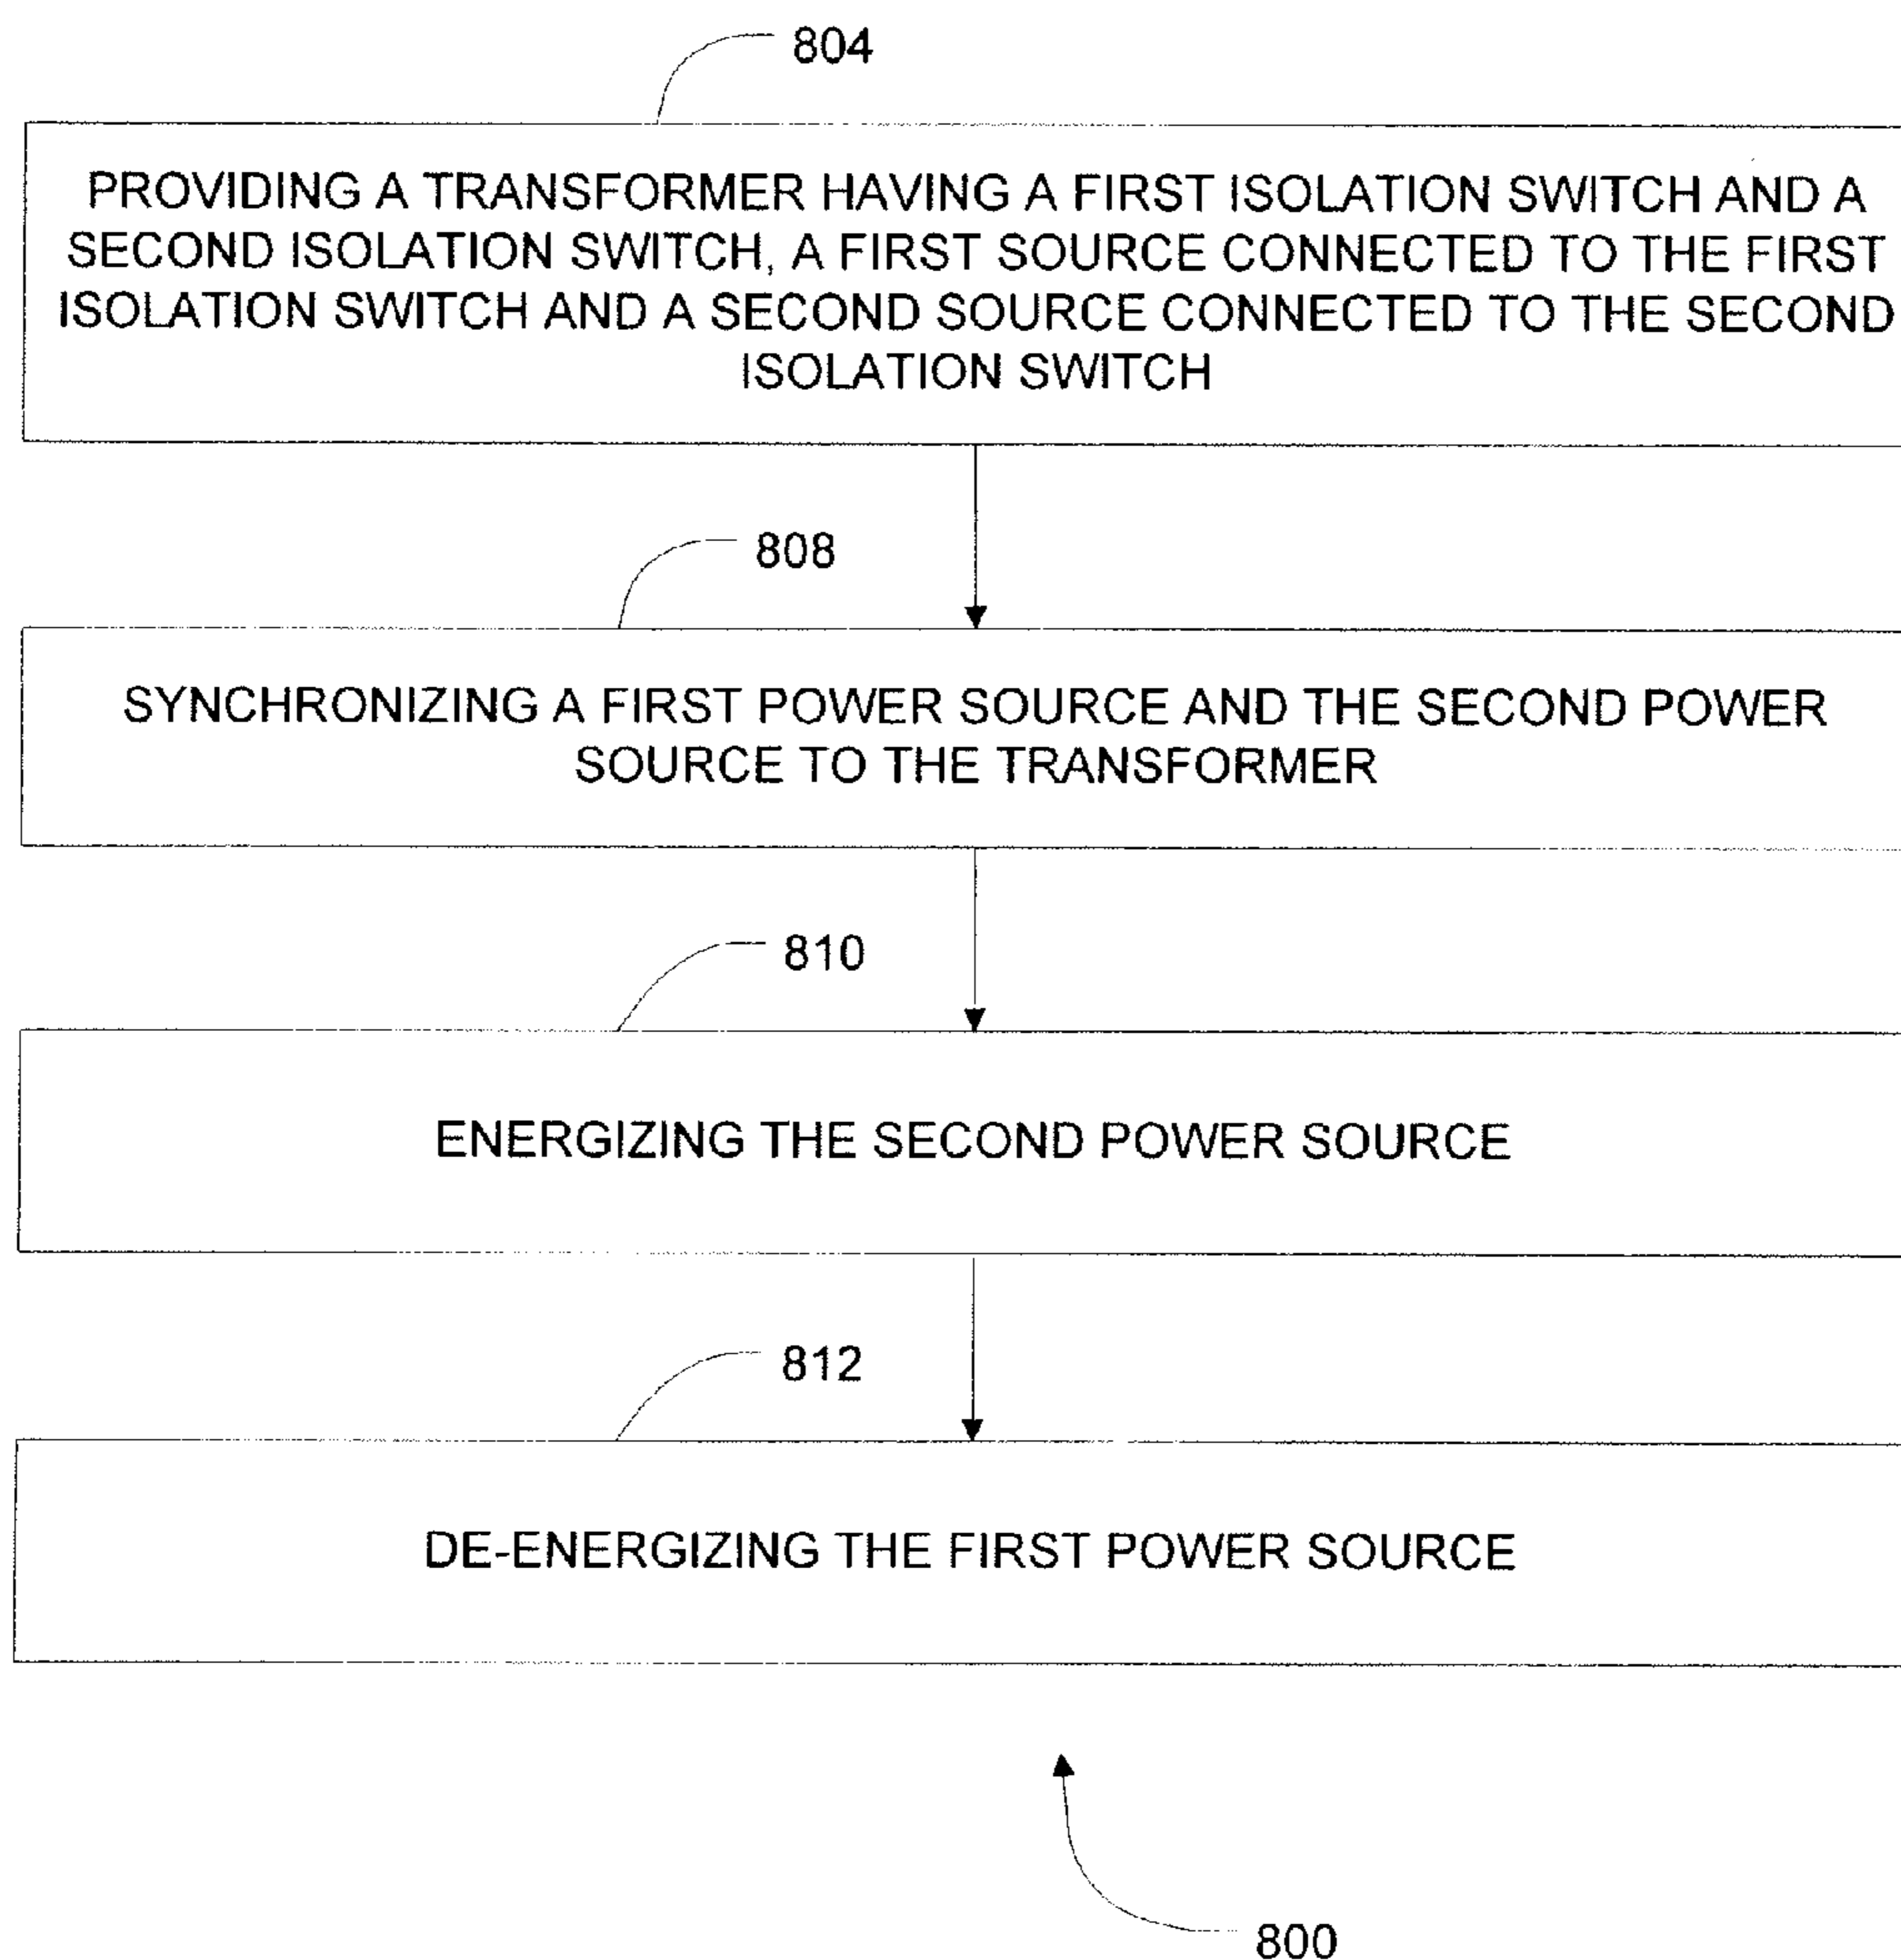 804
PROVIDING A TRANSFORMER HAVING A FIRST ISOLATION SWITCH AND A
SECOND ISOLATION SWITCH, A FIRST SOURCE CONNECTED TO THE FIRST
ISOLATION SWITCH AND A SECOND SOURCE CONNECTED TO THE SECOND
ISOLATION SWITCH
808
SYNCHRONIZING A FIRST POWER SOURCE AND THE SECOND POWER
SOURCE TO THE TRANSFORMER
810
ENERGIZING THE SECOND POWER SOURCE
812
DE-ENERGIZING THE FIRST POWER SOURCE
800